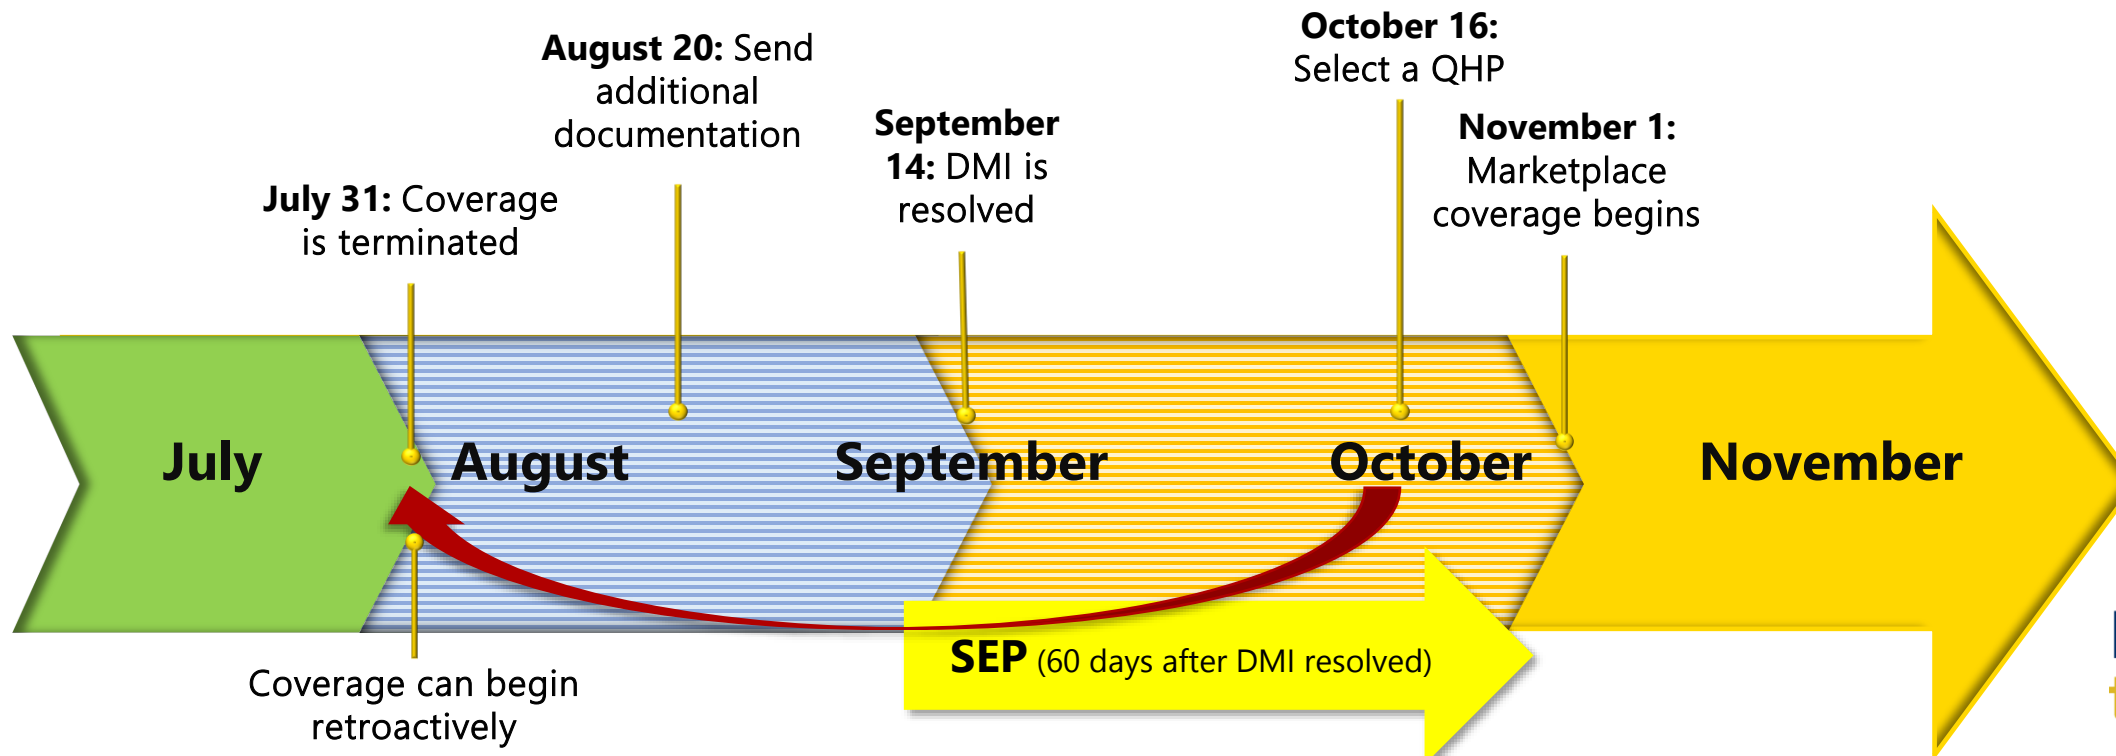 October 16:
Select a QHP
August 20: Send
additional
documentation
September
14: DMI is
resolved
November 1:
Marketplace
coverage begins
July 31: Coverage
is terminated
July
August
September
October
November
SEP (60 days after DMI resolved)
Coverage can begin
retroactively